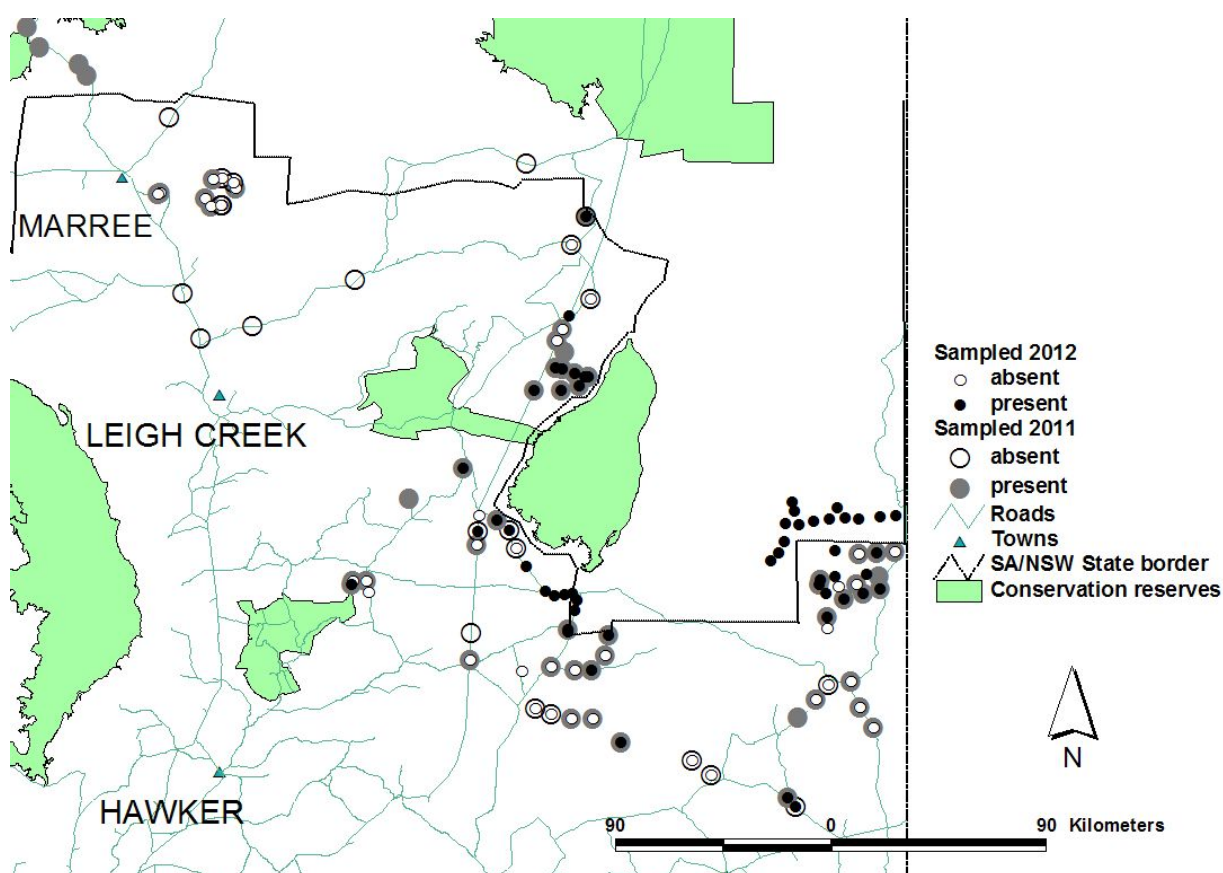 MARREE
LEIGH CREEK
HAWKER
Sampled 2012
absent
present
Sampled 2011
absent
present
Roads
Towns
SA/NSW State border
Conservation reserves
N
90 0 90 Kilometers